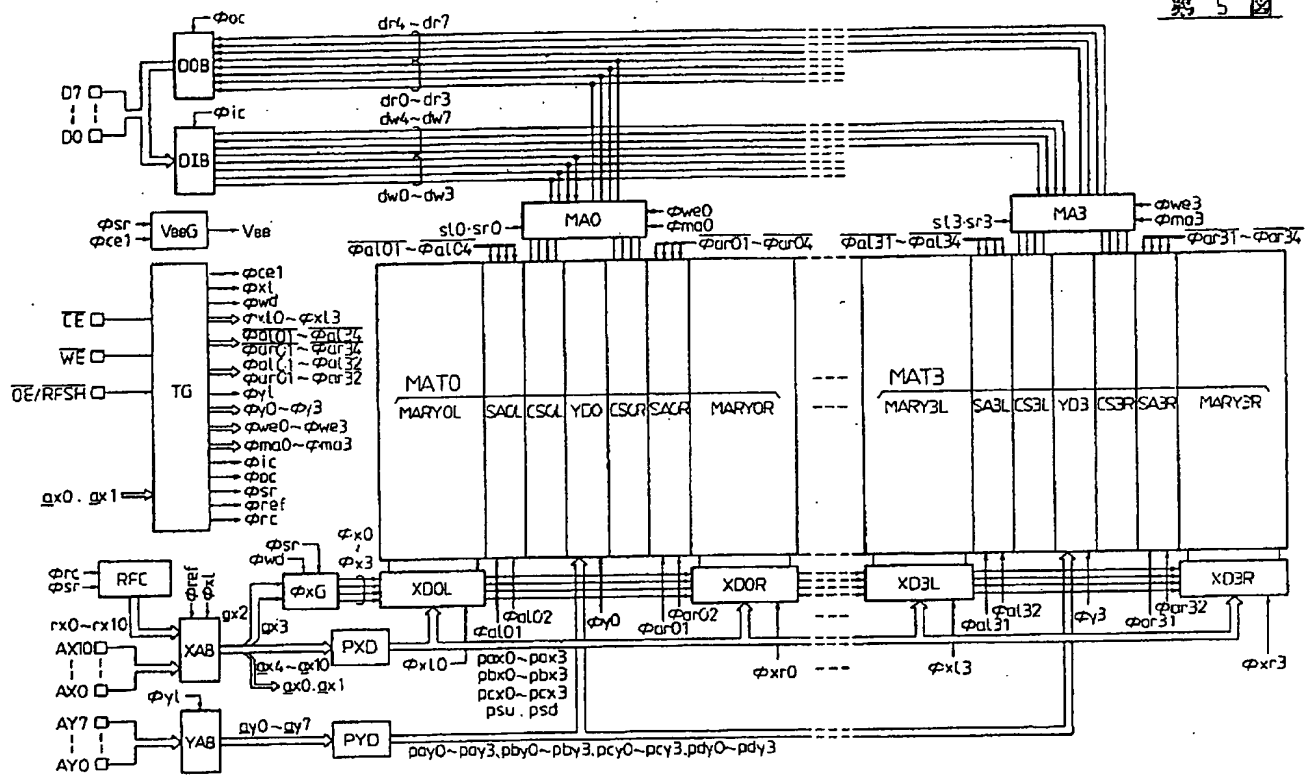 第 5 図
φoc
dr4~dr7
DOB
D7
D0
dr0~dr3
φic
dw4~dw7
DIB
dw0~dw3
φsr
φce1
VBBG
VBB
sl0·sr0
MA0
φwe0
φma0
sl3·sr3
MA3
φwe3
φma3
φal01~φal04
φar01~φar04
φal31~φal34
φar31~φar34
CE
WE
OE/RFSH
ax0.ax1
TG
φce1
φxl
φwd
φxl0~φxl3
φal01~φal34
φar01~φar34
φal01~φal32
φar01~φar32
φyl
φy0~φy3
φwe0~φwe3
φma0~φma3
φic
φoc
φsr
φref
φrc
MAT0
MARY0L
SA0L
CS0L
YD0
CS0R
SA0R
MARY0R
MAT3
MARY3L
SA3L
CS3L
YD3
CS3R
SA3R
MARY3R
φrc
φsr
RFC
φref
φxl
φsr
φwd
φxG
φx0
φx3
XD0L
XD0R
XD3L
XD3R
rx0~rx10
AX10
AX0
XAB
ax2
ax3
ax4~ax10
ax0.ax1
PXD
φxl0
φal01
φal02
φy0
φar01
φar02
φxr0
φxl3
φal31
φal32
φy3
φar31
φar32
φxr3
pax0~pax3
pbx0~pbx3
pcx0~pcx3
psu.psd
φyl
AY7
AY0
YAB
ay0~ay7
PYD
pay0~pay3,pby0~pby3,pcy0~pcy3,pdy0~pdy3